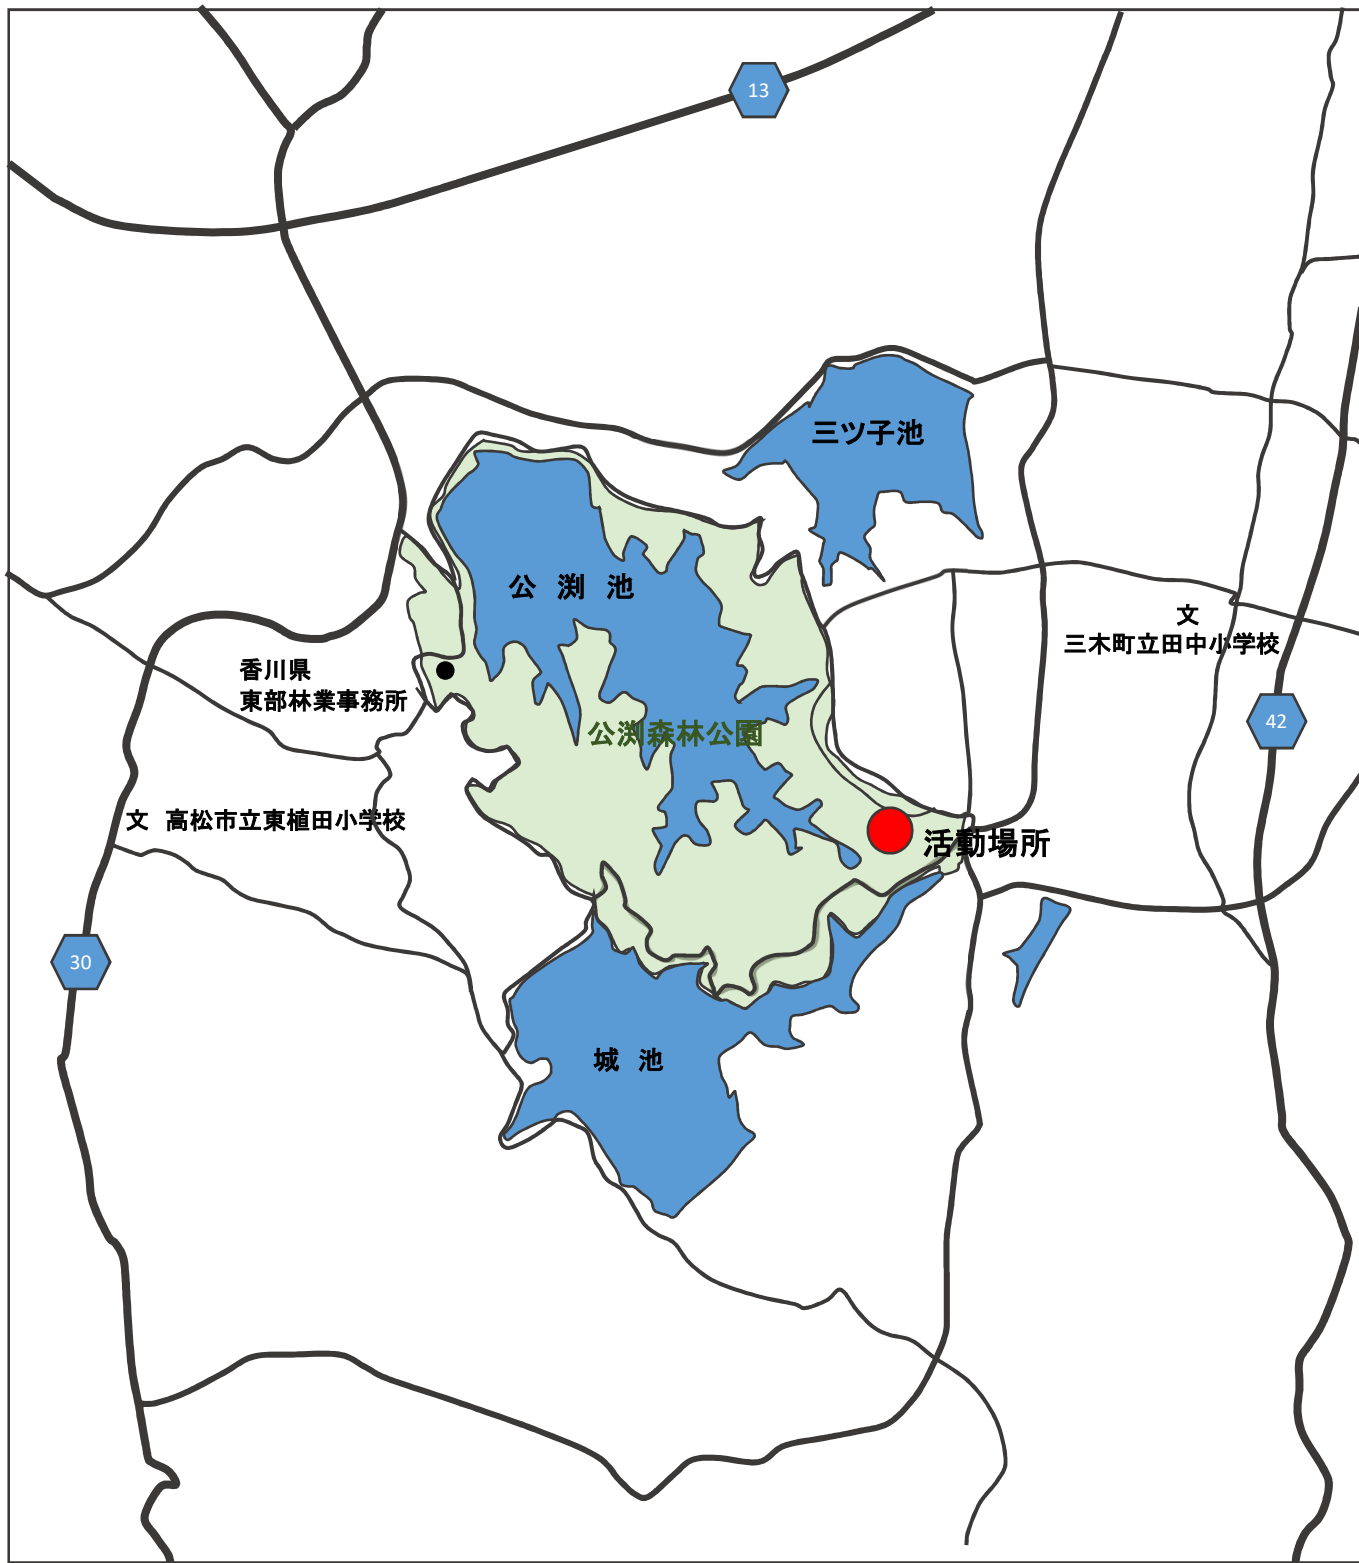 13
三ツ子池
公 渕 池
文
三木町立田中小学校
香川県
東部林業事務所
42
公渕森林公園
文 高松市立東植田小学校
活動場所
30
城 池